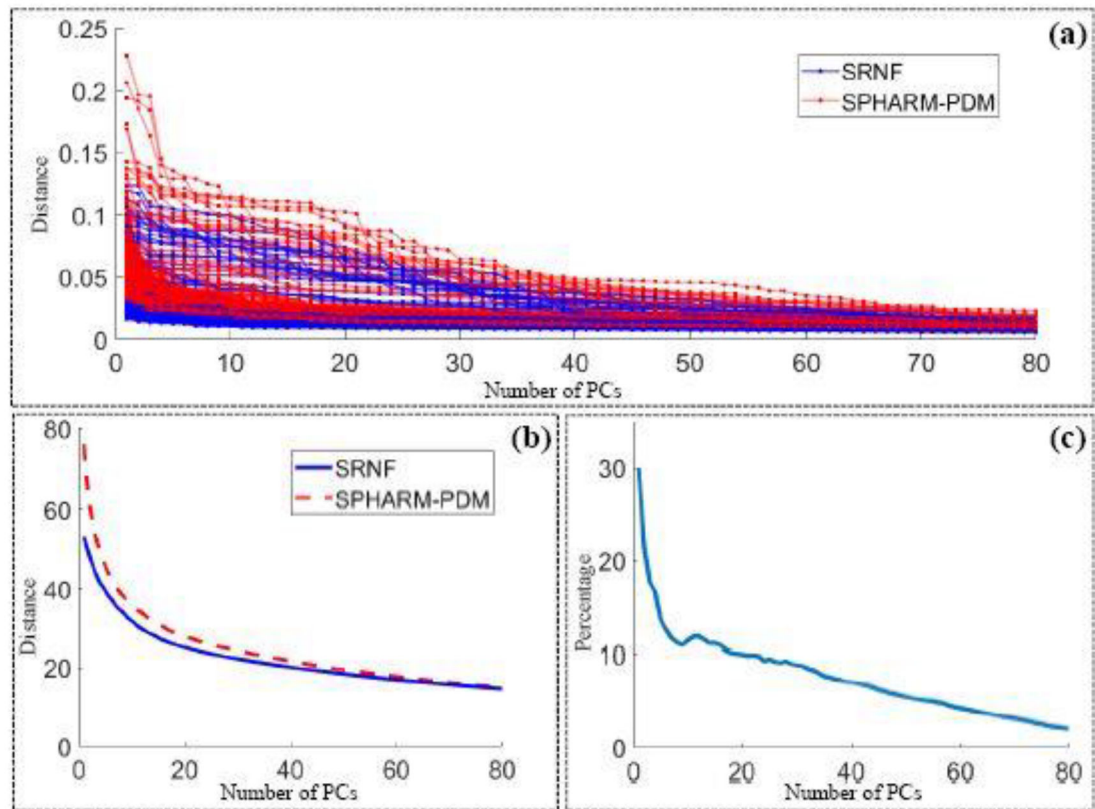 (a)
0.25
0.2
0.15
0.1
0.05
0
Distance
SRNF
SPHARM-PDM
0 10 20 30 40 50 60 70 80
Number of PCs
(b)
80
60
40
20
0
Distance
SRNF
SPHARM-PDM
0 20 40 60 80
Number of PCs
(c)
30
20
10
0
Percentage
0 20 40 60 80
Number of PCs